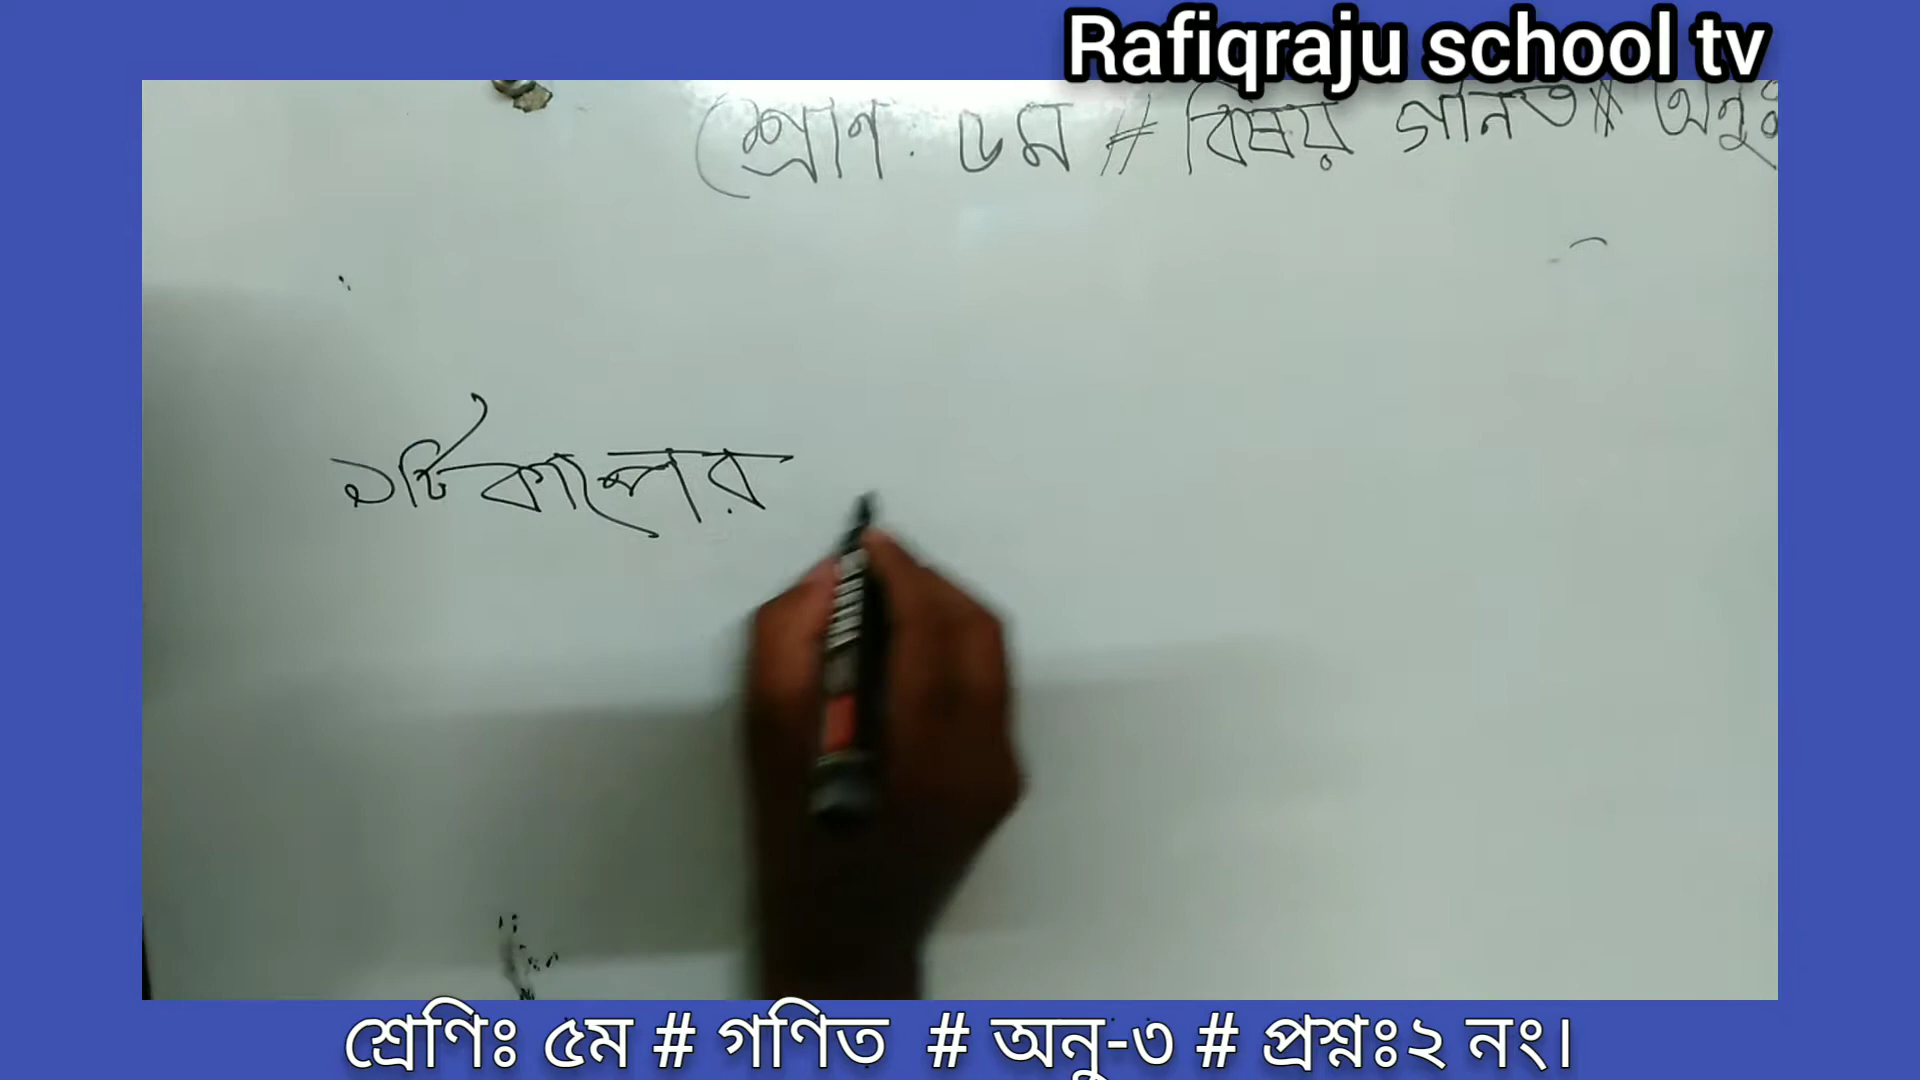 Rafiqraju school tv
শ্রেণি: ৫ম # বিষয় গনিত # অনুঃ
১টি কাপের
শ্রেণিঃ ৫ম # গণিত # অনু-৩ # প্রশ্নঃ২ নং।